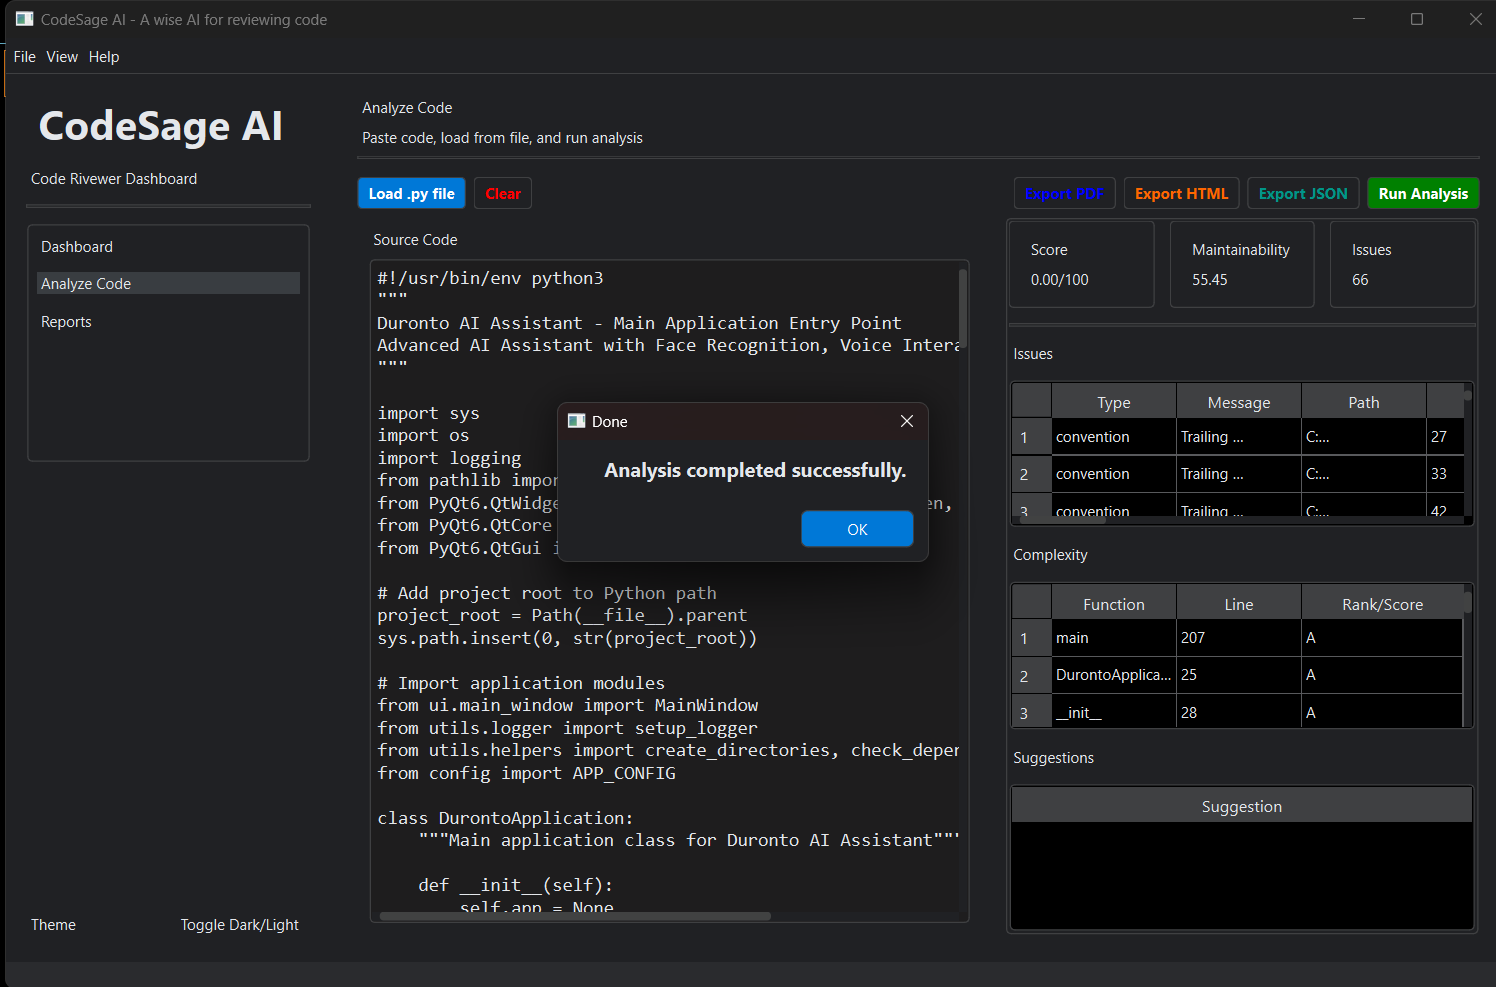 CodeSage AI - A wise AI for reviewing code
File View Help
CodeSage AI
Code Rivewer Dashboard
Dashboard
Analyze Code
Reports
Theme
Toggle Dark/Light
Analyze Code
Paste code, load from file, and run analysis
Load .py file
Clear
Export PDF
Export HTML
Export JSON
Run Analysis
Source Code
#!/usr/bin/env python3
"""
Duronto AI Assistant - Main Application Entry Point
Advanced AI Assistant with Face Recognition, Voice Intera
"""
import sys
import os
import logging
from pathlib impor
from PyQt6.QtWidge en,
from PyQt6.QtCore
from PyQt6.QtGui i
# Add project root to Python path
project_root = Path(__file__).parent
sys.path.insert(0, str(project_root))
# Import application modules
from ui.main_window import MainWindow
from utils.logger import setup_logger
from utils.helpers import create_directories, check_deper
from config import APP_CONFIG
class DurontoApplication:
"""Main application class for Duronto AI Assistant"""
def __init__(self):
self.app = None
Done
Analysis completed successfully.
OK
Score
0.00/100
Maintainability
55.45
Issues
66
Issues
Type Message Path
1 convention Trailing ... C:... 27
2 convention Trailing ... C:... 33
3 convention Trailing ... C:... 42
Complexity
Function Line Rank/Score
1 main 207 A
2 DurontoApplica... 25 A
3 __init__ 28 A
Suggestions
Suggestion